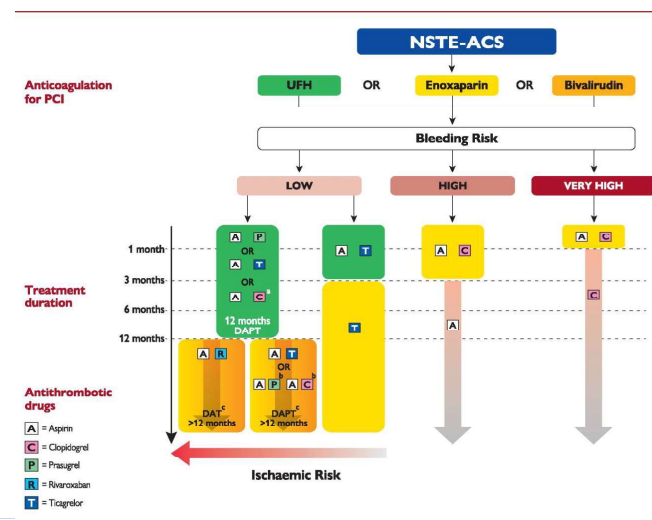 NSTE-ACS
Anticoagulation
for PCI
UFH OR Enoxaparin OR Bivalirudin
Bleeding Risk
LOW HIGH VERY HIGH
Treatment
duration
1 month
3 months
6 months
12 months
A P
OR
A T
OR
A C a
12 months
DAPT
A T
T
A C
A
A C
C
A R
DAT c
>12 months
A T
OR
A P b A C b
DAPT c
>12 months
Ischaemic Risk
Antithrombotic
drugs
A = Aspirin
C = Clopidogrel
P = Prasugrel
R = Rivaroxaban
T = Ticagrelor